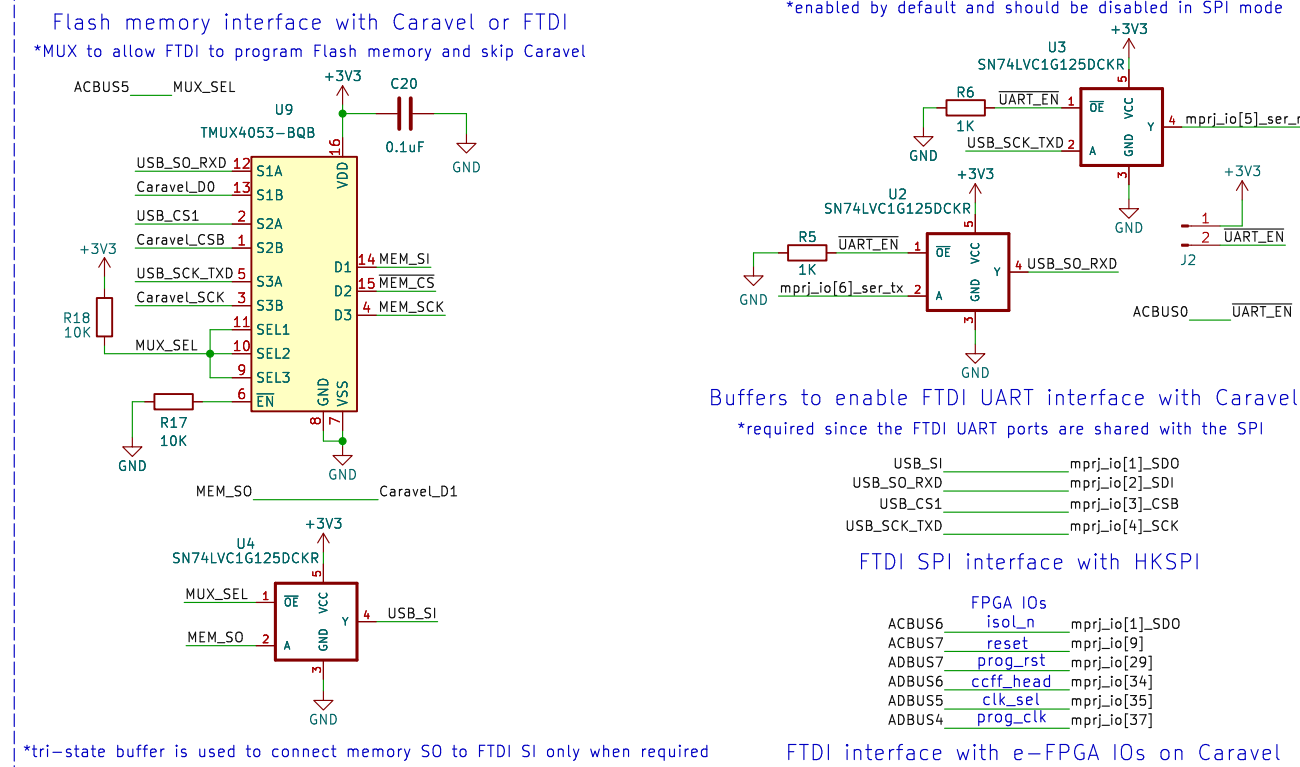 Flash memory interface with Caravel or FTDI
*MUX to allow FTDI to program Flash memory and skip Caravel
ACBUS5 MUX_SEL
+3V3
C20
0.1uF
GND
U9
TMUX4053-BQB
16
VDD
USB_SO_RXD 12 S1A
Caravel_D0 13 S1B
USB_CS1 2 S2A
Caravel_CSB 1 S2B
USB_SCK_TXD 5 S3A
Caravel_SCK 3 S3B
11 SEL1
MUX_SEL 10 SEL2
9 SEL3
6 EN
D1 14 MEM_SI
D2 15 MEM_CS
D3 4 MEM_SCK
+3V3
R18
10K
R17
10K
GND
GND
VSS
8
7
GND
MEM_SO Caravel_D1
+3V3
U4
SN74LVC1G125DCKR
5
MUX_SEL 1 OE VCC
Y 4 USB_SI
MEM_SO 2 A GND
3
GND
*tri-state buffer is used to connect memory SO to FTDI SI only when required
*enabled by default and should be disabled in SPI mode
+3V3
U3
SN74LVC1G125DCKR
5
R6
1K
GND
UART_EN 1 OE VCC
Y 4
USB_SCK_TXD 2 A GND
3
GND
+3V3
U2
SN74LVC1G125DCKR
5
R5
1K
GND
UART_EN 1 OE VCC
Y 4 USB_SO_RXD
mprj_io[6]_ser_tx 2 A GND
3
GND
+3V3
1
2 UART_EN
J2
ACBUS0 UART_EN
Buffers to enable FTDI UART interface with Caravel
*required since the FTDI UART ports are shared with the SPI
USB_SI mprj_io[1]_SDO
USB_SO_RXD mprj_io[2]_SDI
USB_CS1 mprj_io[3]_CSB
USB_SCK_TXD mprj_io[4]_SCK
FTDI SPI interface with HKSPI
FPGA IOs
ACBUS6 isol_n mprj_io[1]_SDO
ACBUS7 reset mprj_io[9]
ADBUS7 prog_rst mprj_io[29]
ADBUS6 ccff_head mprj_io[34]
ADBUS5 clk_sel mprj_io[35]
ADBUS4 prog_clk mprj_io[37]
FTDI interface with e-FPGA IOs on Caravel